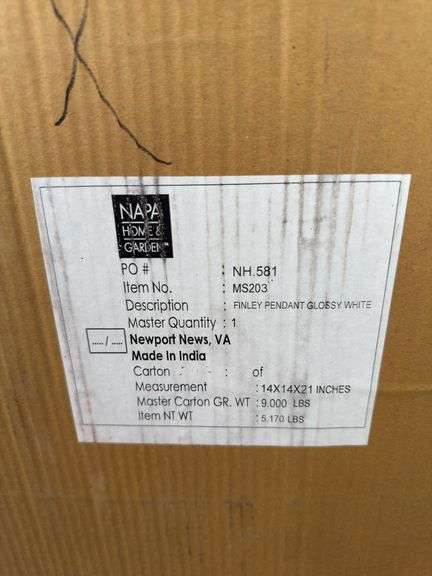 NAPA
HOME &
GARDEN™
PO # : NH.581
Item No. : MS203
Description : FINLEY PENDANT GLOSSY WHITE
Master Quantity : 1
..... / ..... Newport News, VA
Made In India
Carton : of
Measurement : 14X14X21 INCHES
Master Carton GR. WT : 9.000 LBS
Item NT WT : 5.170 LBS